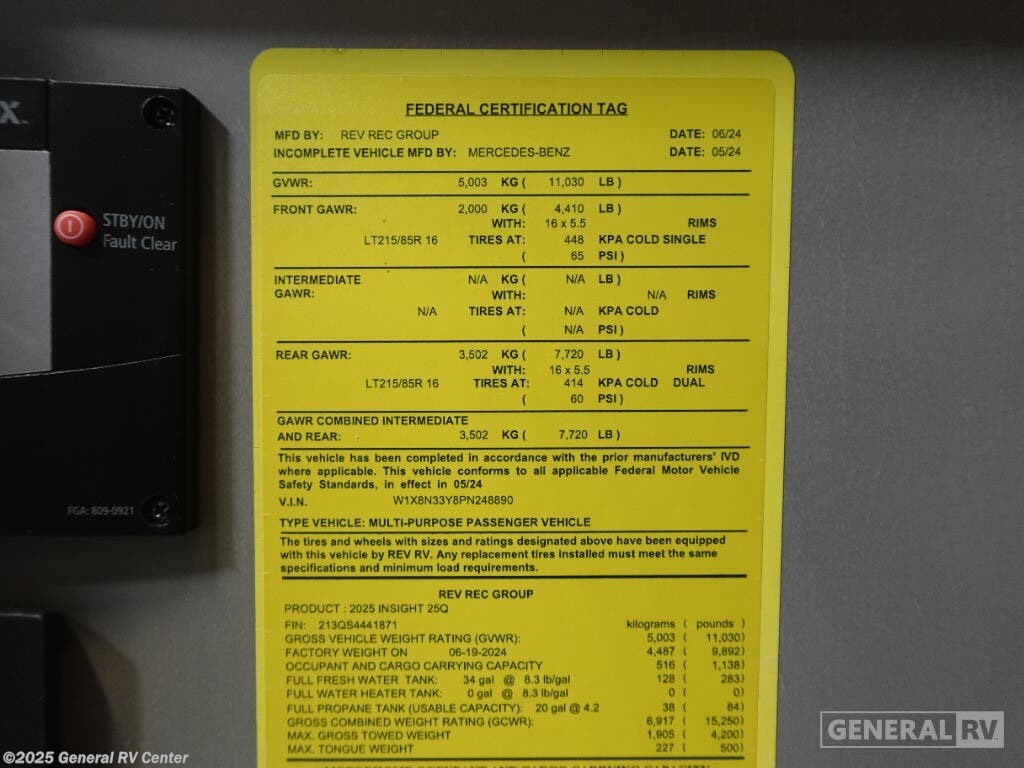 X
STBY/ON
Fault Clear
FGA: 809-0921
FEDERAL CERTIFICATION TAG
MFD BY: REV REC GROUP DATE: 06/24
INCOMPLETE VEHICLE MFD BY: MERCEDES-BENZ DATE: 05/24
GVWR: 5,003 KG ( 11,030 LB )
FRONT GAWR: 2,000 KG ( 4,410 LB )
WITH: 16 x 5.5 RIMS
LT215/85R 16 TIRES AT: 448 KPA COLD SINGLE
( 65 PSI )
INTERMEDIATE N/A KG ( N/A LB )
GAWR: WITH: N/A RIMS
N/A TIRES AT: N/A KPA COLD
( N/A PSI )
REAR GAWR: 3,502 KG ( 7,720 LB )
WITH: 16 x 5.5 RIMS
LT215/85R 16 TIRES AT: 414 KPA COLD DUAL
( 60 PSI )
GAWR COMBINED INTERMEDIATE
AND REAR: 3,502 KG ( 7,720 LB )
This vehicle has been completed in accordance with the prior manufacturers' IVD
where applicable. This vehicle conforms to all applicable Federal Motor Vehicle
Safety Standards, in effect in 05/24
V.I.N. W1X8N33Y8PN248890
TYPE VEHICLE: MULTI-PURPOSE PASSENGER VEHICLE
The tires and wheels with sizes and ratings designated above have been equipped
with this vehicle by REV RV. Any replacement tires installed must meet the same
specifications and minimum load requirements.
REV REC GROUP
PRODUCT : 2025 INSIGHT 25Q
FIN: 213QS4441871 kilograms ( pounds )
GROSS VEHICLE WEIGHT RATING (GVWR): 5,003 ( 11,030)
FACTORY WEIGHT ON 06-19-2024 4,487 ( 9,892)
OCCUPANT AND CARGO CARRYING CAPACITY 516 ( 1,138)
FULL FRESH WATER TANK: 34 gal @ 8.3 lb/gal 128 ( 283)
FULL WATER HEATER TANK: 0 gal @ 8.3 lb/gal 0 ( 0)
FULL PROPANE TANK (USABLE CAPACITY): 20 gal @ 4.2 38 ( 84)
GROSS COMBINED WEIGHT RATING (GCWR): 6,917 ( 15,250)
MAX. GROSS TOWED WEIGHT 1,905 ( 4,200)
MAX. TONGUE WEIGHT 227 ( 500)
GENERAL RV
©2025 General RV Center